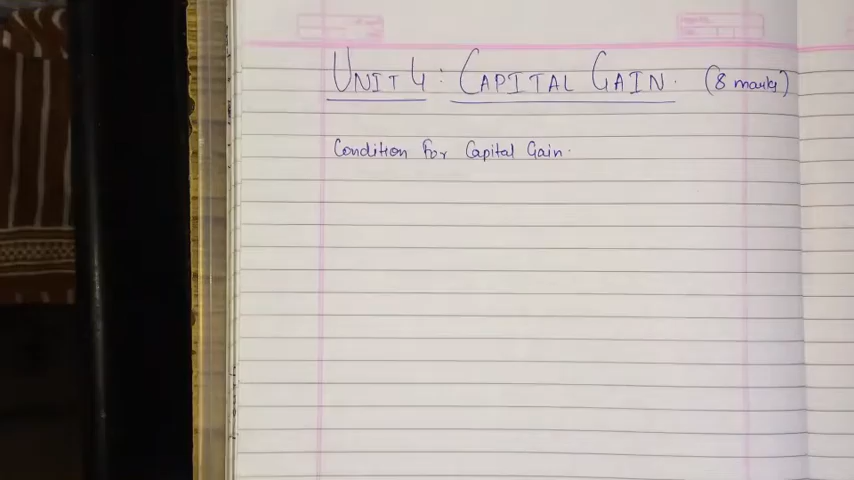 UNIT 4 : CAPITAL GAIN. (8 marks)
Condition For Capital Gain.